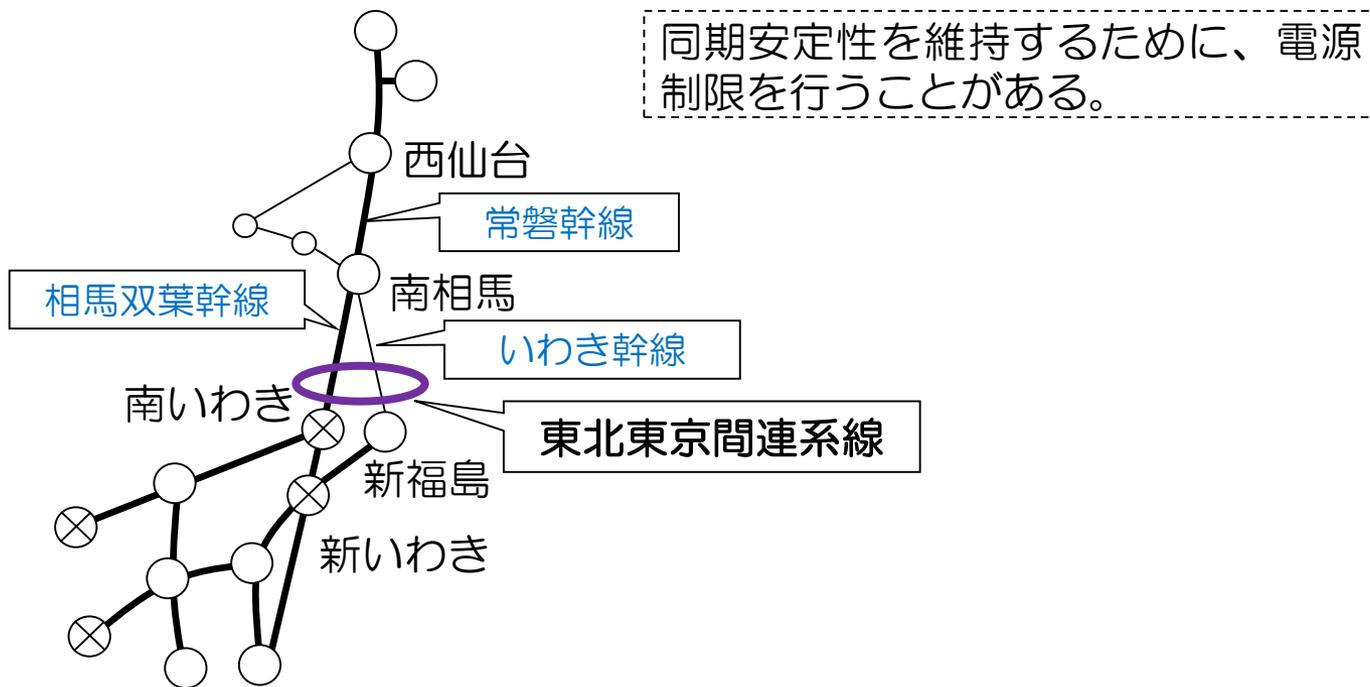 同期安定性を維持するために、電源
制限を行うことがある。
西仙台
常磐幹線
南相馬
相馬双葉幹線
いわき幹線
南いわき
東北東京間連系線
新福島
新いわき